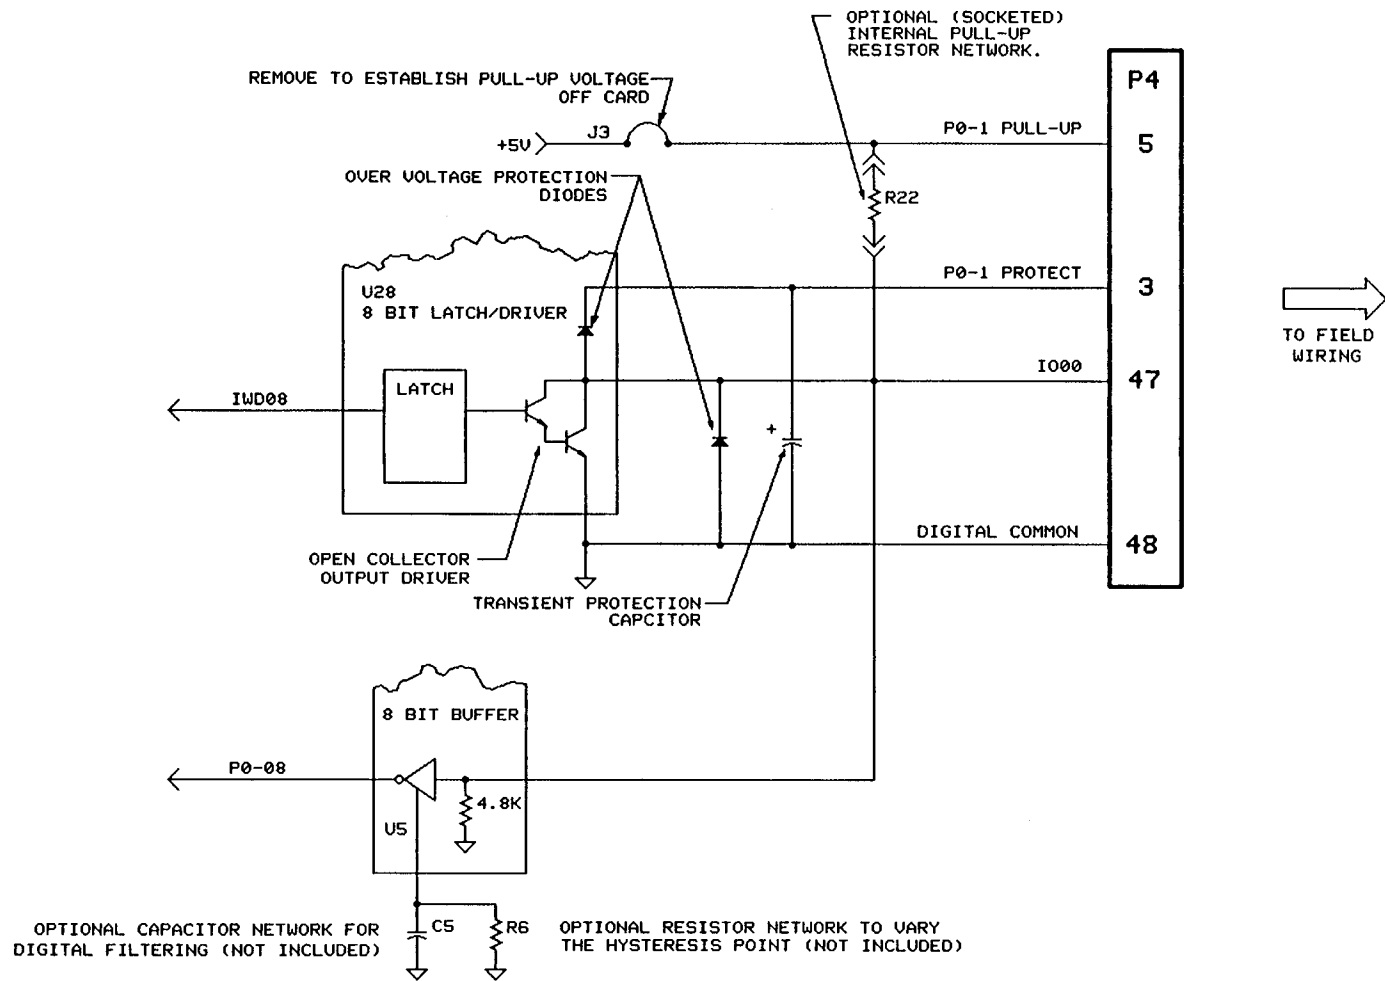 OPTIONAL (SOCKETED)
INTERNAL PULL-UP
RESISTOR NETWORK.
REMOVE TO ESTABLISH PULL-UP VOLTAGE
OFF CARD
P4
+5V
J3
P0-1 PULL-UP
5
OVER VOLTAGE PROTECTION
DIODES
R22
P0-1 PROTECT
3
U28
8 BIT LATCH/DRIVER
TO FIELD
WIRING
IO00
47
LATCH
IWD08
+
DIGITAL COMMON
48
OPEN COLLECTOR
OUTPUT DRIVER
TRANSIENT PROTECTION
CAPCITOR
8 BIT BUFFER
P0-08
4.8K
U5
OPTIONAL CAPACITOR NETWORK FOR
DIGITAL FILTERING (NOT INCLUDED)
C5
R6
OPTIONAL RESISTOR NETWORK TO VARY
THE HYSTERESIS POINT (NOT INCLUDED)